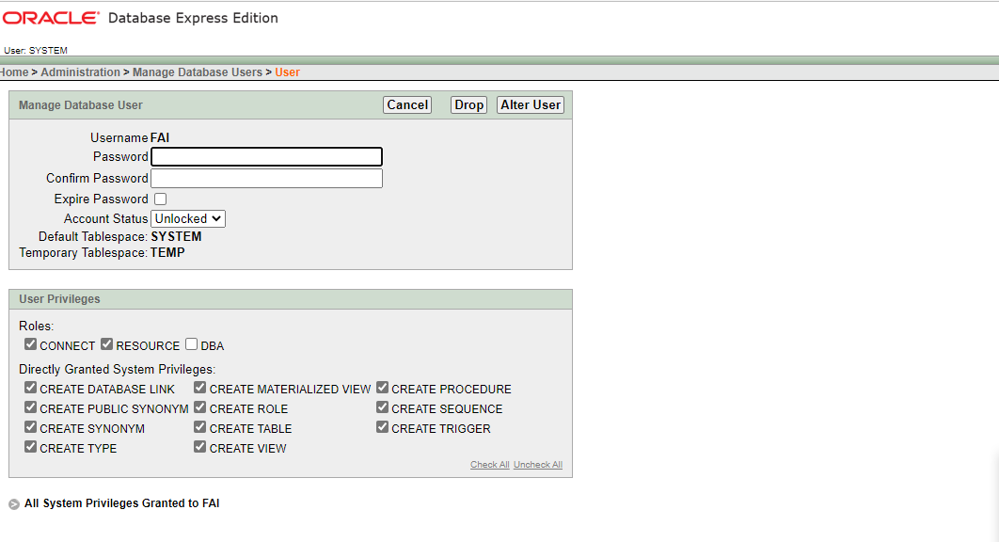 ORACLE Database Express Edition
User: SYSTEM
Home > Administration > Manage Database Users > User
Manage Database User Cancel Drop Alter User
Username FAI
Password
Confirm Password
Expire Password
Account Status Unlocked
Default Tablespace: SYSTEM
Temporary Tablespace: TEMP
User Privileges
Roles:
CONNECT RESOURCE DBA
Directly Granted System Privileges:
CREATE DATABASE LINK CREATE MATERIALIZED VIEW CREATE PROCEDURE
CREATE PUBLIC SYNONYM CREATE ROLE CREATE SEQUENCE
CREATE SYNONYM CREATE TABLE CREATE TRIGGER
CREATE TYPE CREATE VIEW
Check All Uncheck All
All System Privileges Granted to FAI